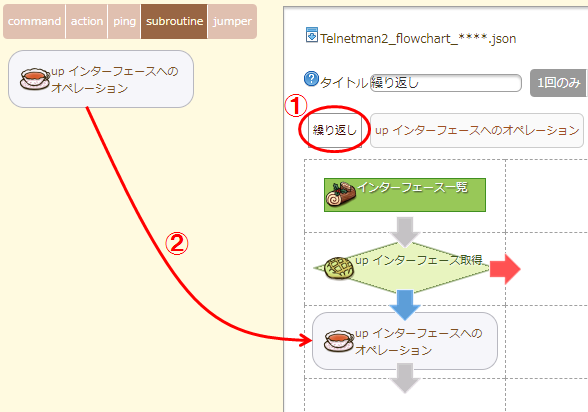 command action ping subroutine jumper
up インターフェースへの
オペレーション
Telnetman2_flowchart_****.json
タイトル 繰り返し 1回のみ
①
繰り返し up インターフェースへのオペレーション
インターフェース一覧
②
up インターフェース取得
up インターフェースへの
オペレーション